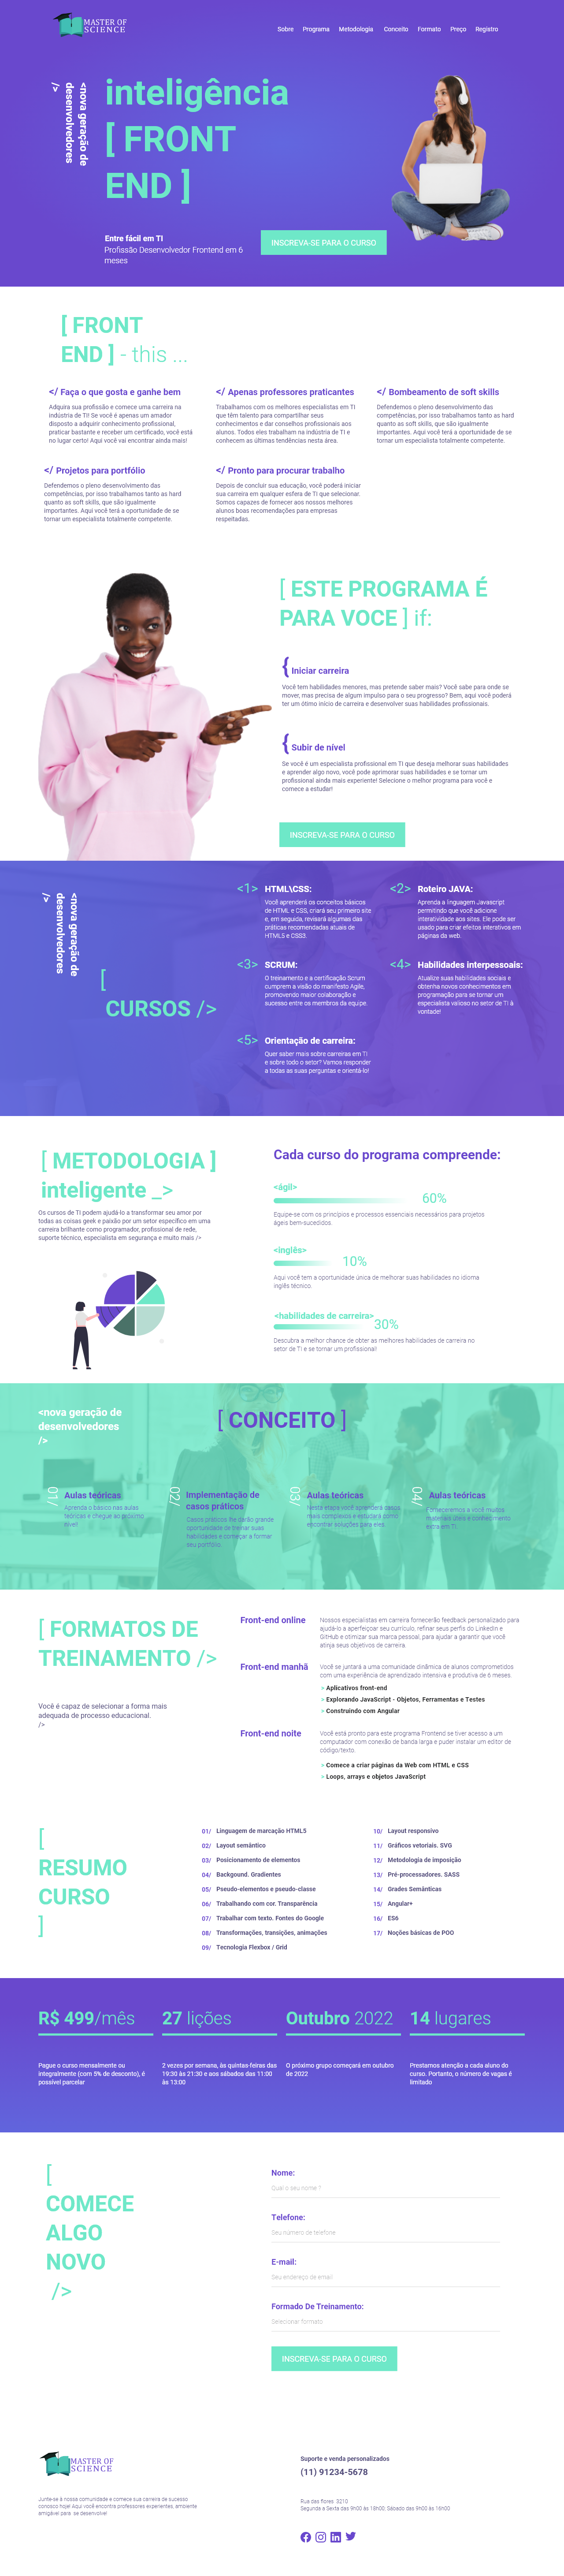 MASTER OF
SCIENCE
Sobre Programa Metodologia Conceito Formato Preço Registro
<nova geração de
desenvolvedores
/>
inteligência
[ FRONT
END ]
Entre fácil em TI
Profissão Desenvolvedor Frontend em 6
meses
INSCREVA-SE PARA O CURSO
[ FRONT
END ] - this ...
</ Faça o que gosta e ganhe bem
Adquira sua profissão e comece uma carreira na
indústria de TI! Se você é apenas um amador
disposto a adquirir conhecimento profissional,
praticar bastante e receber um certificado, você está
no lugar certo! Aqui você vai encontrar ainda mais!
</ Apenas professores praticantes
Trabalhamos com os melhores especialistas em TI
que têm talento para compartilhar seus
conhecimentos e criar profissionais aos
alunos. Todos eles trabalham na indústria de TI e
conhecem as últimas tendências nesta área.
</ Bombeamento de soft skills
Defendemos o pleno desenvolvimento das
competências, por isso trabalhamos tanto as hard
quanto as soft skills, que são igualmente
importantes. Aqui você terá a oportunidade de se
tornar um especialista totalmente competente.
</ Projetos para portfólio
Defendemos o pleno desenvolvimento das
competências, por isso trabalhamos tanto as hard
quanto as soft skills, que são igualmente
importantes. Aqui você terá a oportunidade de se
tornar um especialista totalmente competente.
</ Pronto para procurar trabalho
Depois de concluir sua educação, você poderá iniciar
sua carreira em qualquer esfera de TI que selecionar.
Somos capazes de fornecer aos nossos melhores
alunos boas recomendações para empresas
respeitadas.
[ ESTE PROGRAMA É
PARA VOCE ] if:
{ Iniciar carreira
Você tem habilidades menores, mas pretende saber mais? Você sabe para onde se
mover, mas precisa de algum impulso para o seu progresso? Bem, aqui você poderá
ter um ótimo início de carreira e desenvolver suas habilidades profissionais.
{ Subir de nível
Se você é um especialista profissional em TI que deseja melhorar suas habilidades
e aprender algo novo, você pode aprimorar suas habilidades e se tornar um
profissional ainda mais experiente! Selecione o melhor programa para você e
comece a estudar!
INSCREVA-SE PARA O CURSO
<nova geração de
desenvolvedores
/>
[
CURSOS />
<1> HTML\CSS:
Você aprenderá os conceitos básicos
de HTML e CSS, criará seu primeiro site
e, em seguida, revisará algumas das
práticas recomendadas atuais de
HTML5 e CSS3.
<2> Roteiro JAVA:
Aprenda a linguagem Javascript
permitindo que você adicione
interatividade aos sites. Ele pode ser
usado para criar efeitos interativos em
páginas da web.
<3> SCRUM:
O treinamento e a certificação Scrum
cumprem a visão do manifesto Agile,
promovendo maior colaboração e
sucesso entre os membros da equipe.
<4> Habilidades interpessoais:
Atualize suas habilidades sociais e
obtenha novos conhecimentos em
programação para se tornar um
especialista valioso no setor de TI à
vontade!
<5> Orientação de carreira:
Quer saber mais sobre carreiras em TI
e sobre todo o setor? Vamos responder
a todas as suas perguntas e orientá-lo!
[ METODOLOGIA ]
inteligente _>
Os cursos de TI podem ajudá-lo a transformar seu amor por
todas as coisas geek e paixão por um setor específico em uma
carreira brilhante como programador, profissional de rede,
suporte técnico, especialista em segurança e muito mais />
Cada curso do programa compreende:
<ágil>
60%
Equipe-se com os princípios e processos essenciais necessários para projetos
ágeis bem-sucedidos.
<inglês>
10%
Aqui você tem a oportunidade única de melhorar suas habilidades no idioma
inglês técnico.
<habilidades de carreira>
30%
Descubra a melhor chance de obter as melhores habilidades de carreira no
setor de TI e se tornar um profissional!
<nova geração de
desenvolvedores
/>
[ CONCEITO ]
01/ Aulas teóricas
Aprenda o básico nas aulas
teóricas e chegue ao próximo
nível!
02/ Implementação de
casos práticos
Casos práticos lhe darão grande
oportunidade de treinar suas
habilidades e começar a formar
seu portfólio.
03/ Aulas teóricas
Nesta etapa você aprenderá casos
mais complexos e estudará como
encontrar soluções para eles.
04/ Aulas teóricas
Forneceremos a você muitos
materiais úteis e conhecimento
extra em TI.
[ FORMATOS DE
TREINAMENTO />
Você é capaz de selecionar a forma mais
adequada de processo educacional.
/>
Front-end online
Nossos especialistas em carreira fornecerão feedback personalizado para
ajudá-lo a aperfeiçoar seu currículo, refinar seus perfis do LinkedIn e
GitHub e otimizar sua marca pessoal, para ajudar a garantir que você
atinja seus objetivos de carreira.
Front-end manhã
Você se juntará a uma comunidade dinâmica de alunos comprometidos
com uma experiência de aprendizado intensiva e produtiva de 6 meses.
> Aplicativos front-end
> Explorando JavaScript - Objetos, Ferramentas e Testes
> Construindo com Angular
Front-end noite
Você está pronto para este programa Frontend se tiver acesso a um
computador com conexão de banda larga e puder instalar um editor de
código/texto.
> Comece a criar páginas da Web com HTML e CSS
> Loops, arrays e objetos JavaScript
[
RESUMO
CURSO
]
01/ Linguagem de marcação HTML5
02/ Layout semântico
03/ Posicionamento de elementos
04/ Backgound. Gradientes
05/ Pseudo-elementos e pseudo-classe
06/ Trabalhando com cor. Transparência
07/ Trabalhar com texto. Fontes do Google
08/ Transformações, transições, animações
09/ Tecnologia Flexbox / Grid
10/ Layout responsivo
11/ Gráficos vetoriais. SVG
12/ Metodologia de imposição
13/ Pré-processadores. SASS
14/ Grades Semânticas
15/ Angular+
16/ ES6
17/ Noções básicas de POO
R$ 499/mês
Pague o curso mensalmente ou
integralmente (com 5% de desconto), é
possível parcelar
27 lições
2 vezes por semana, às quintas-feiras das
19:30 às 21:30 e aos sábados das 11:00
às 13:00
Outubro 2022
O próximo grupo começará em outubro
de 2022
14 lugares
Prestamos atenção a cada aluno do
curso. Portanto, o número de vagas é
limitado
[
COMECE
ALGO
NOVO
/>
Nome:
Qual o seu nome ?
Telefone:
Seu número de telefone
E-mail:
Seu endereço de email
Formado De Treinamento:
Selecionar formato
INSCREVA-SE PARA O CURSO
MASTER OF
SCIENCE
Junte-se à nossa comunidade e comece sua carreira de sucesso
conosco hoje! Aqui você encontra professores experientes, ambiente
amigável para se desenvolve!
Suporte e venda personalizados
(11) 91234-5678
Rua das flores 3210
Segunda a Sexta das 9h00 às 18h00; Sábado das 9h00 às 16h00